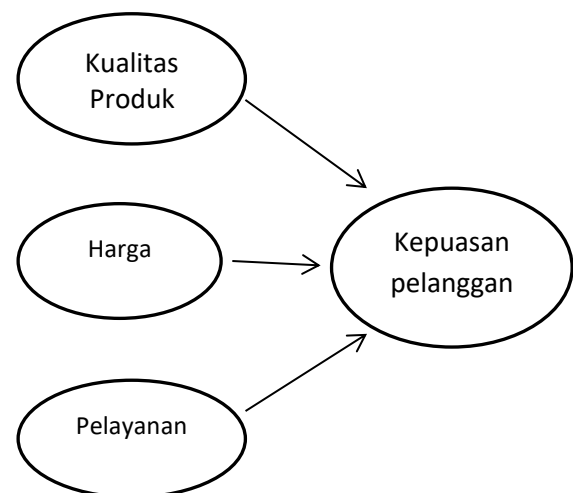 Kualitas
Produk
Harga
Kepuasan
pelanggan
Pelayanan